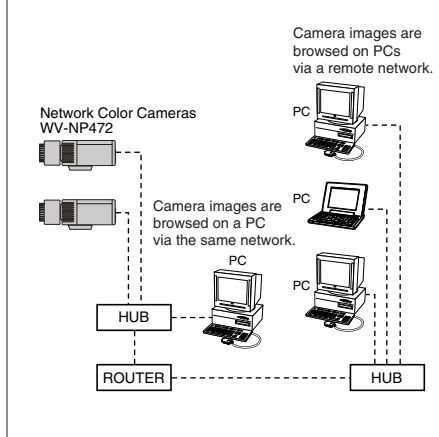 Camera images are
browsed on PCs
via a remote network.
PC
Network Color Cameras
WV-NP472
Camera images are
browsed on a PC
via the same network.
PC
PC
PC
HUB
ROUTER
HUB